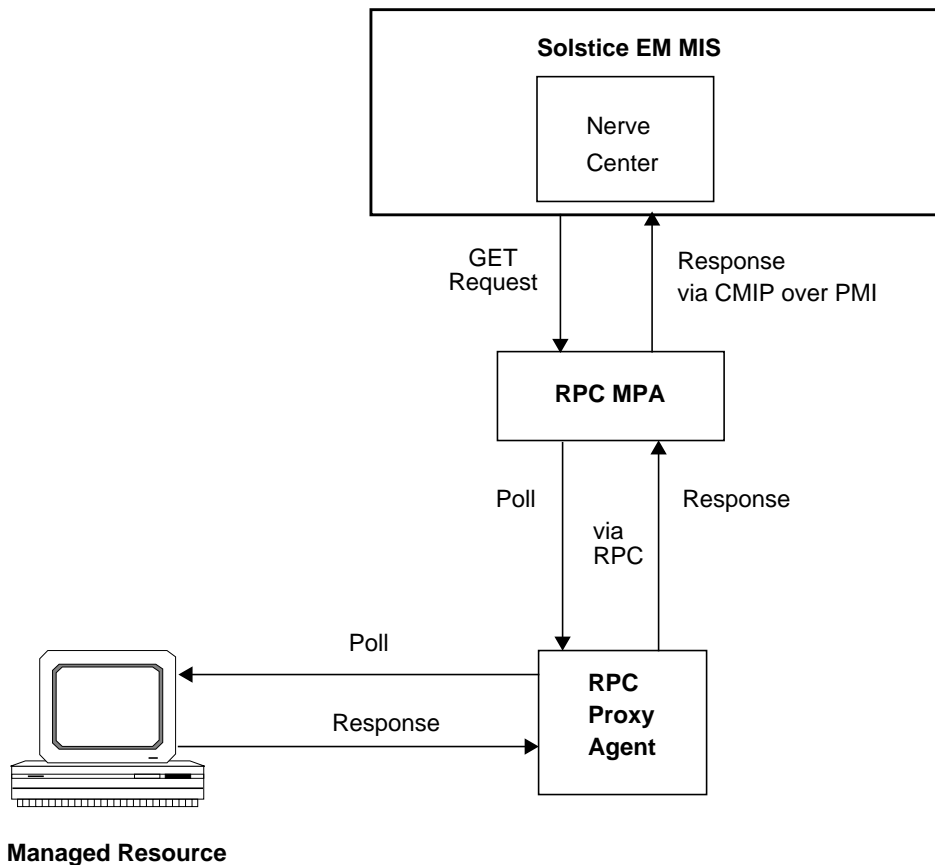 Solstice EM MIS
Nerve
Center
GET
Request
Response
via CMIP over PMI
RPC MPA
Poll
Response
via
RPC
Poll
RPC
Proxy
Agent
Response
Managed Resource